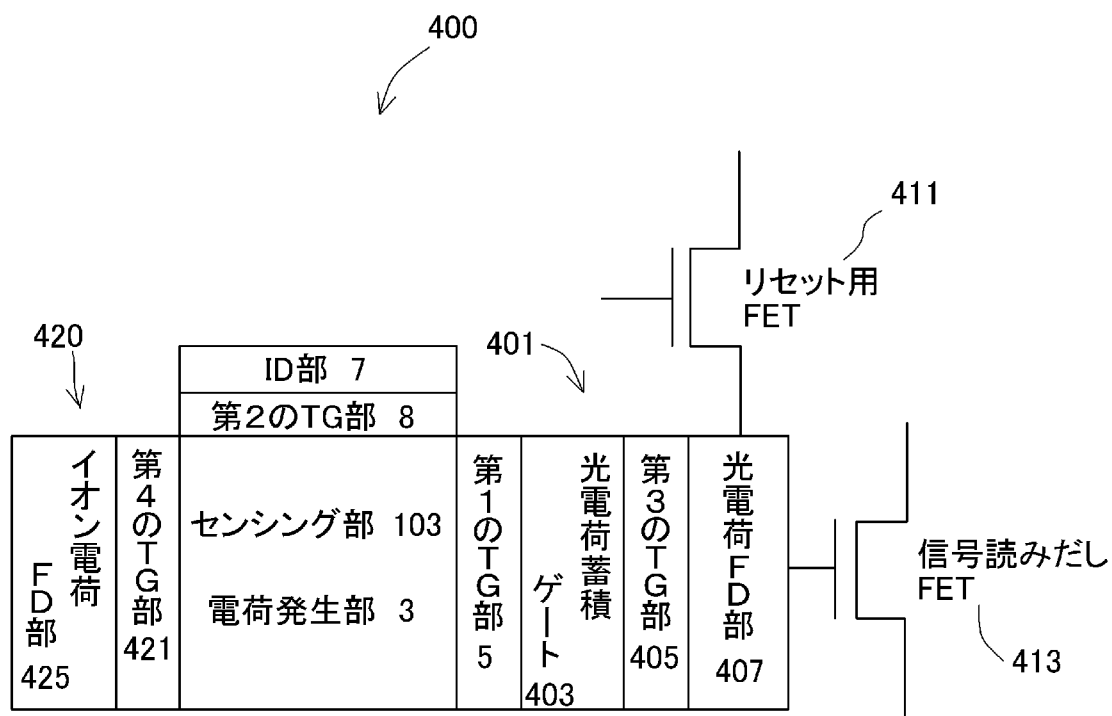 400
411
リセット用
FET
420
401
ID部 7
第2のTG部 8
イオン電荷
FD部
425
第4のTG部
421
センシング部 103
電荷発生部 3
第1のTG部
5
光電荷蓄積
ゲート
403
第3のTG部
405
光電荷FD部
407
信号読みだし
FET
413